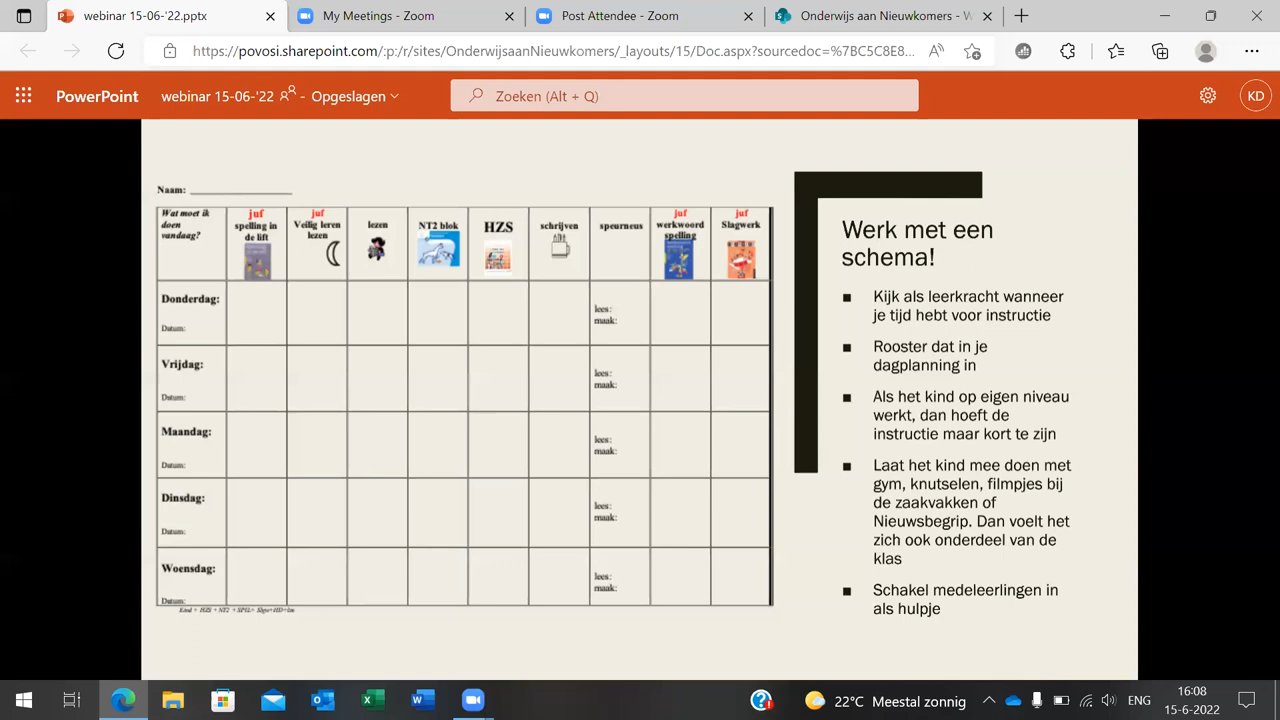 webinar 15-06-'22.pptx
My Meetings - Zoom
Post Attendee - Zoom
Onderwijs aan Nieuwkomers - W
https://povosi.sharepoint.com/:p:/r/sites/OnderwijsaanNieuwkomers/_layouts/15/Doc.aspx?sourcedoc=%7BC5C8E8...
PowerPoint
webinar 15-06-'22 - Opgeslagen
Zoeken (Alt + Q)
KD
Naam:
Wat moet ik
doen
vandaag?
juf
spelling in
de lift
juf
Veilig leren
lezen
lezen
NT2 blok
HZS
schrijven
speurneus
juf
werkwoord
spelling
juf
Slagwerk
Donderdag:
Datum:
lees:
maak:
Vrijdag:
Datum:
lees:
maak:
Maandag:
Datum:
lees:
maak:
Dinsdag:
Datum:
lees:
maak:
Woensdag:
Datum:
lees:
maak:
Werk met een
schema!
Kijk als leerkracht wanneer
je tijd hebt voor instructie
Rooster dat in je
dagplanning in
Als het kind op eigen niveau
werkt, dan hoeft de
instructie maar kort te zijn
Laat het kind mee doen met
gym, knutselen, filmpjes bij
de zaakvakken of
Nieuwsbegrip. Dan voelt het
zich ook onderdeel van de
klas
Schakel medeleerlingen in
als hulpje
22°C Meestal zonnig
ENG
16:08
15-6-2022